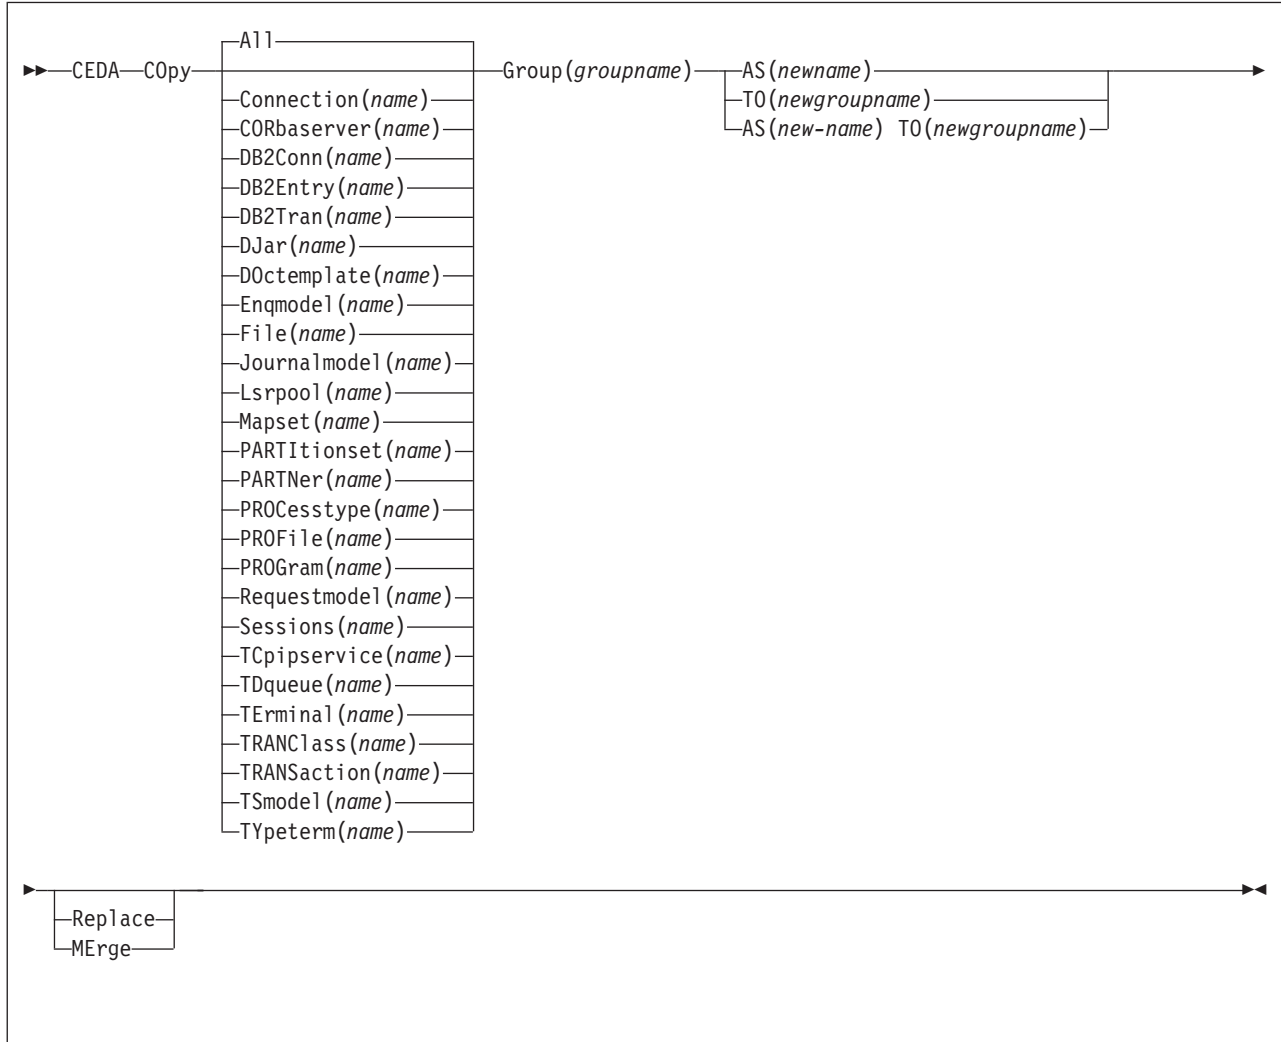 All
CEDA COpy Group(groupname) AS(newname)
Connection(name) TO(newgroupname)
CORbaserver(name) AS(new-name) TO(newgroupname)
DB2Conn(name)
DB2Entry(name)
DB2Tran(name)
DJar(name)
DOctemplate(name)
Enqmodel(name)
File(name)
Journalmodel(name)
Lsrpool(name)
Mapset(name)
PARTItionset(name)
PARTNer(name)
PROCesstype(name)
PROFile(name)
PROGram(name)
Requestmodel(name)
Sessions(name)
TCpipservice(name)
TDqueue(name)
TErminal(name)
TRANClass(name)
TRANSaction(name)
TSmodel(name)
TYpeterm(name)
Replace
MErge